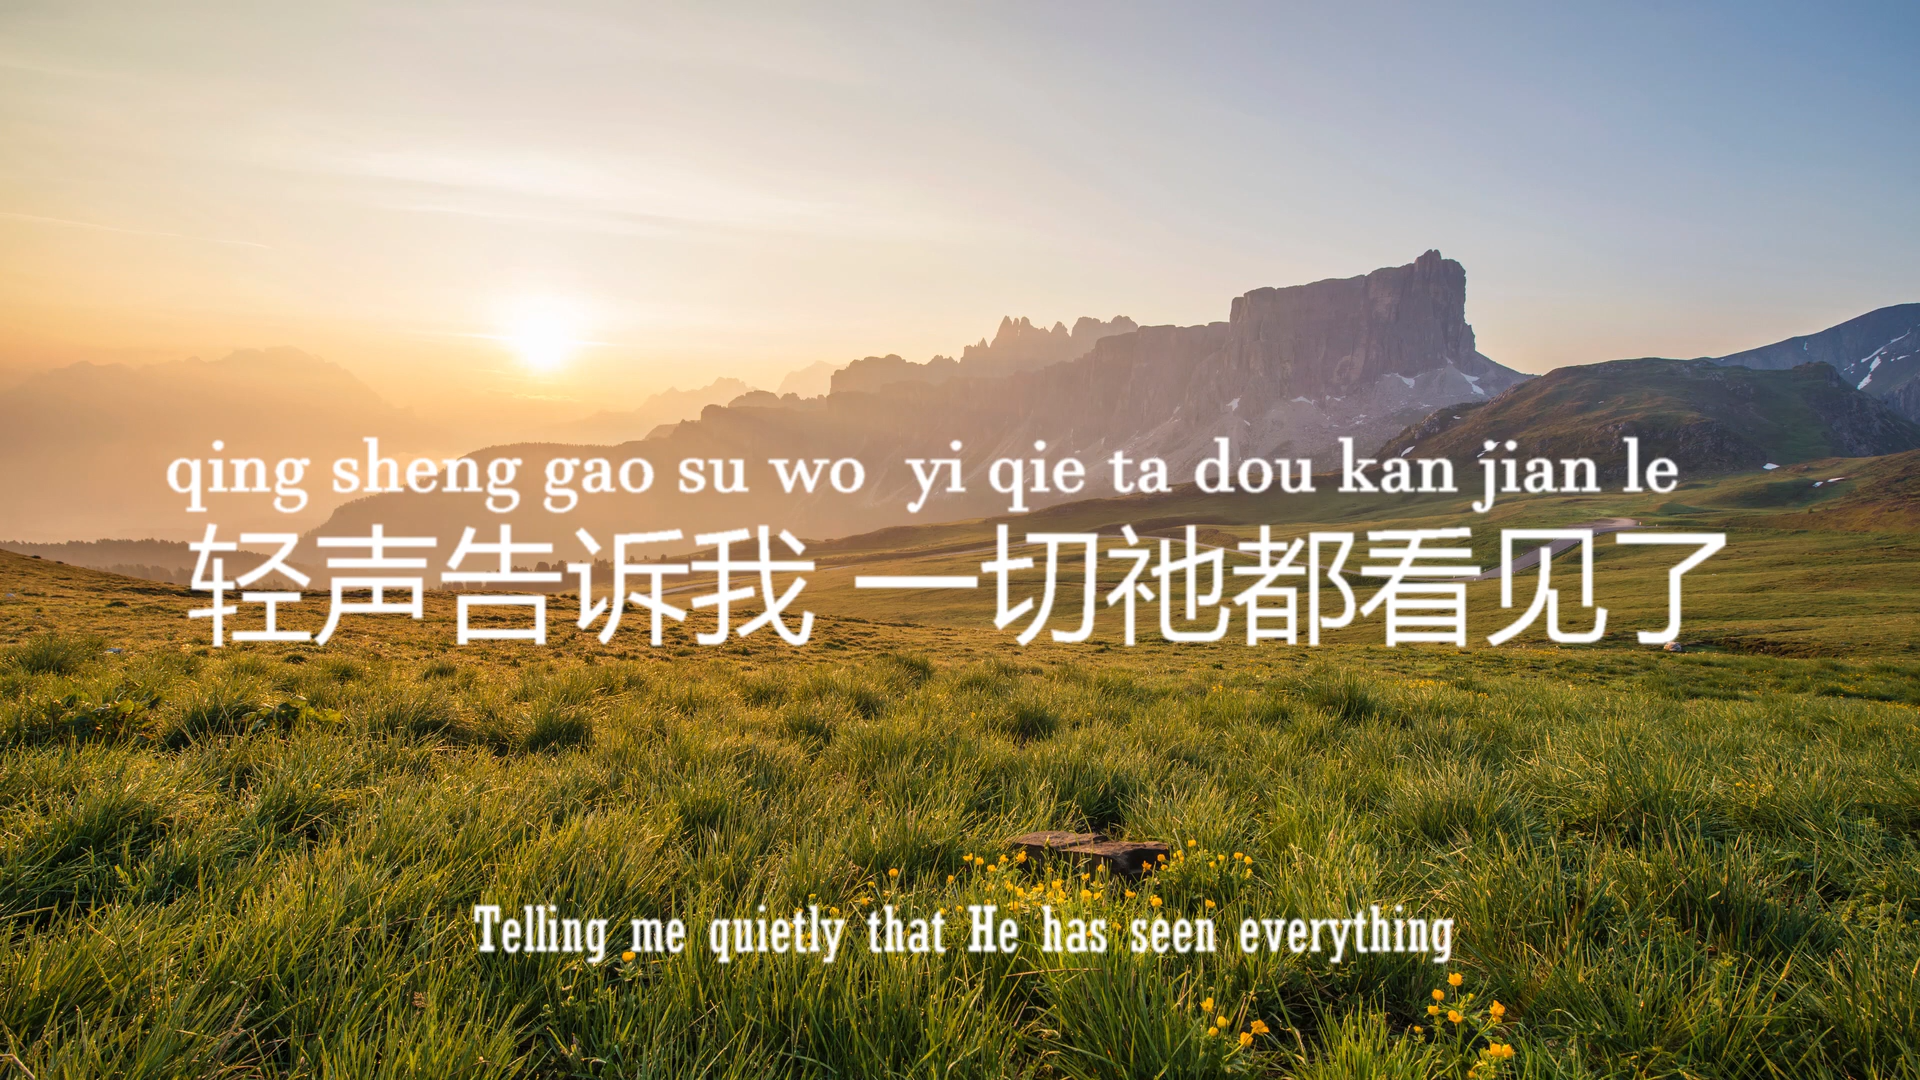 qing sheng gao su wo  yi qie ta dou kan jian le
轻声告诉我 一切祂都看见了
Telling me quietly that He has seen everything